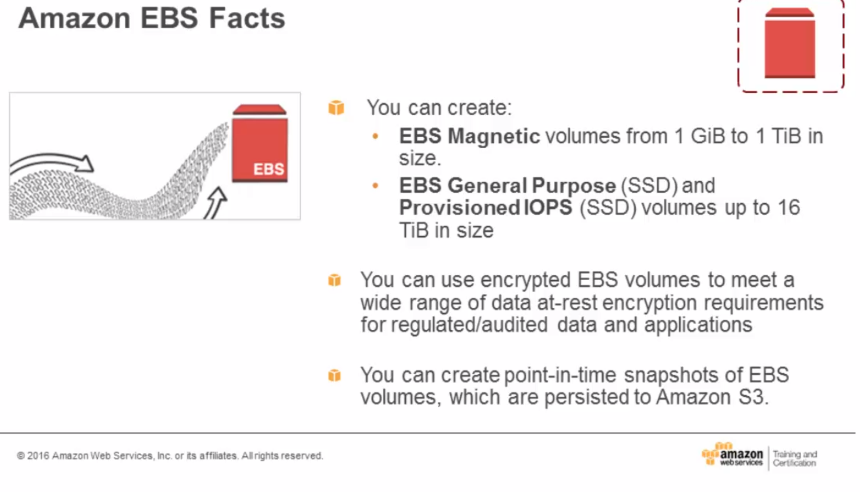 Amazon EBS Facts
EBS
You can create:
• EBS Magnetic volumes from 1 GiB to 1 TiB in
size.
• EBS General Purpose (SSD) and
Provisioned IOPS (SSD) volumes up to 16
TiB in size
You can use encrypted EBS volumes to meet a
wide range of data at-rest encryption requirements
for regulated/audited data and applications
You can create point-in-time snapshots of EBS
volumes, which are persisted to Amazon S3.
© 2016 Amazon Web Services, Inc. or its affiliates. All rights reserved.
amazon
web services
Training and
Certification